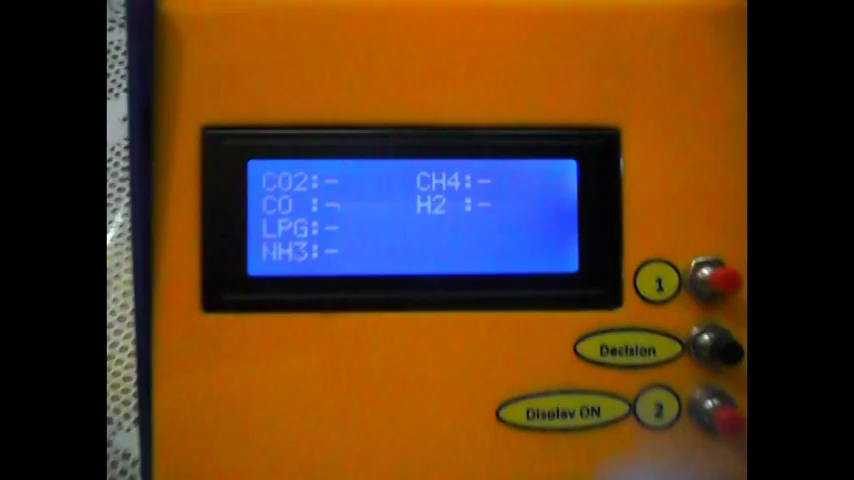 CO2:- CH4:-
CO :- H2 :-
LPG:-
NH3:-
1
Decision
Display ON 2